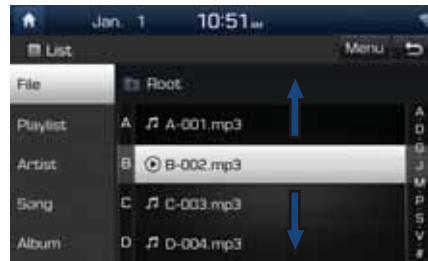 Jan. 1 10:51 AM
List Menu
File Root
Playlist A A-001.mp3
Artist B B-002.mp3
Song C C-003.mp3
Album D D-004.mp3
A
D
G
J
M
P
S
V
#